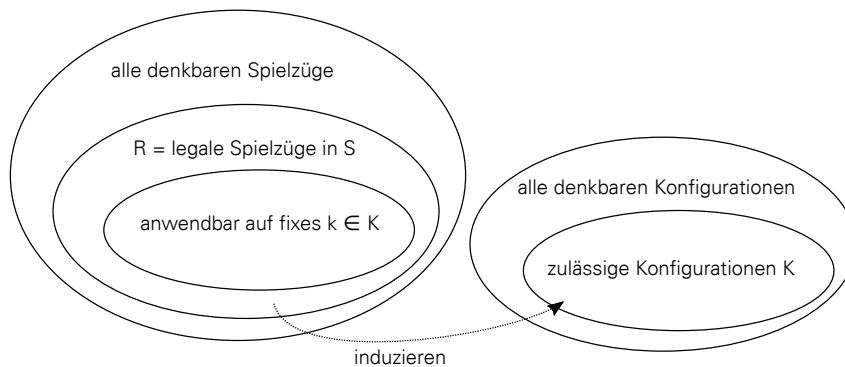 alle denkbaren Spielzüge
R = legale Spielzüge in S
anwendbar auf fixes k ∈ K
alle denkbaren Konfigurationen
zulässige Konfigurationen K
induzieren